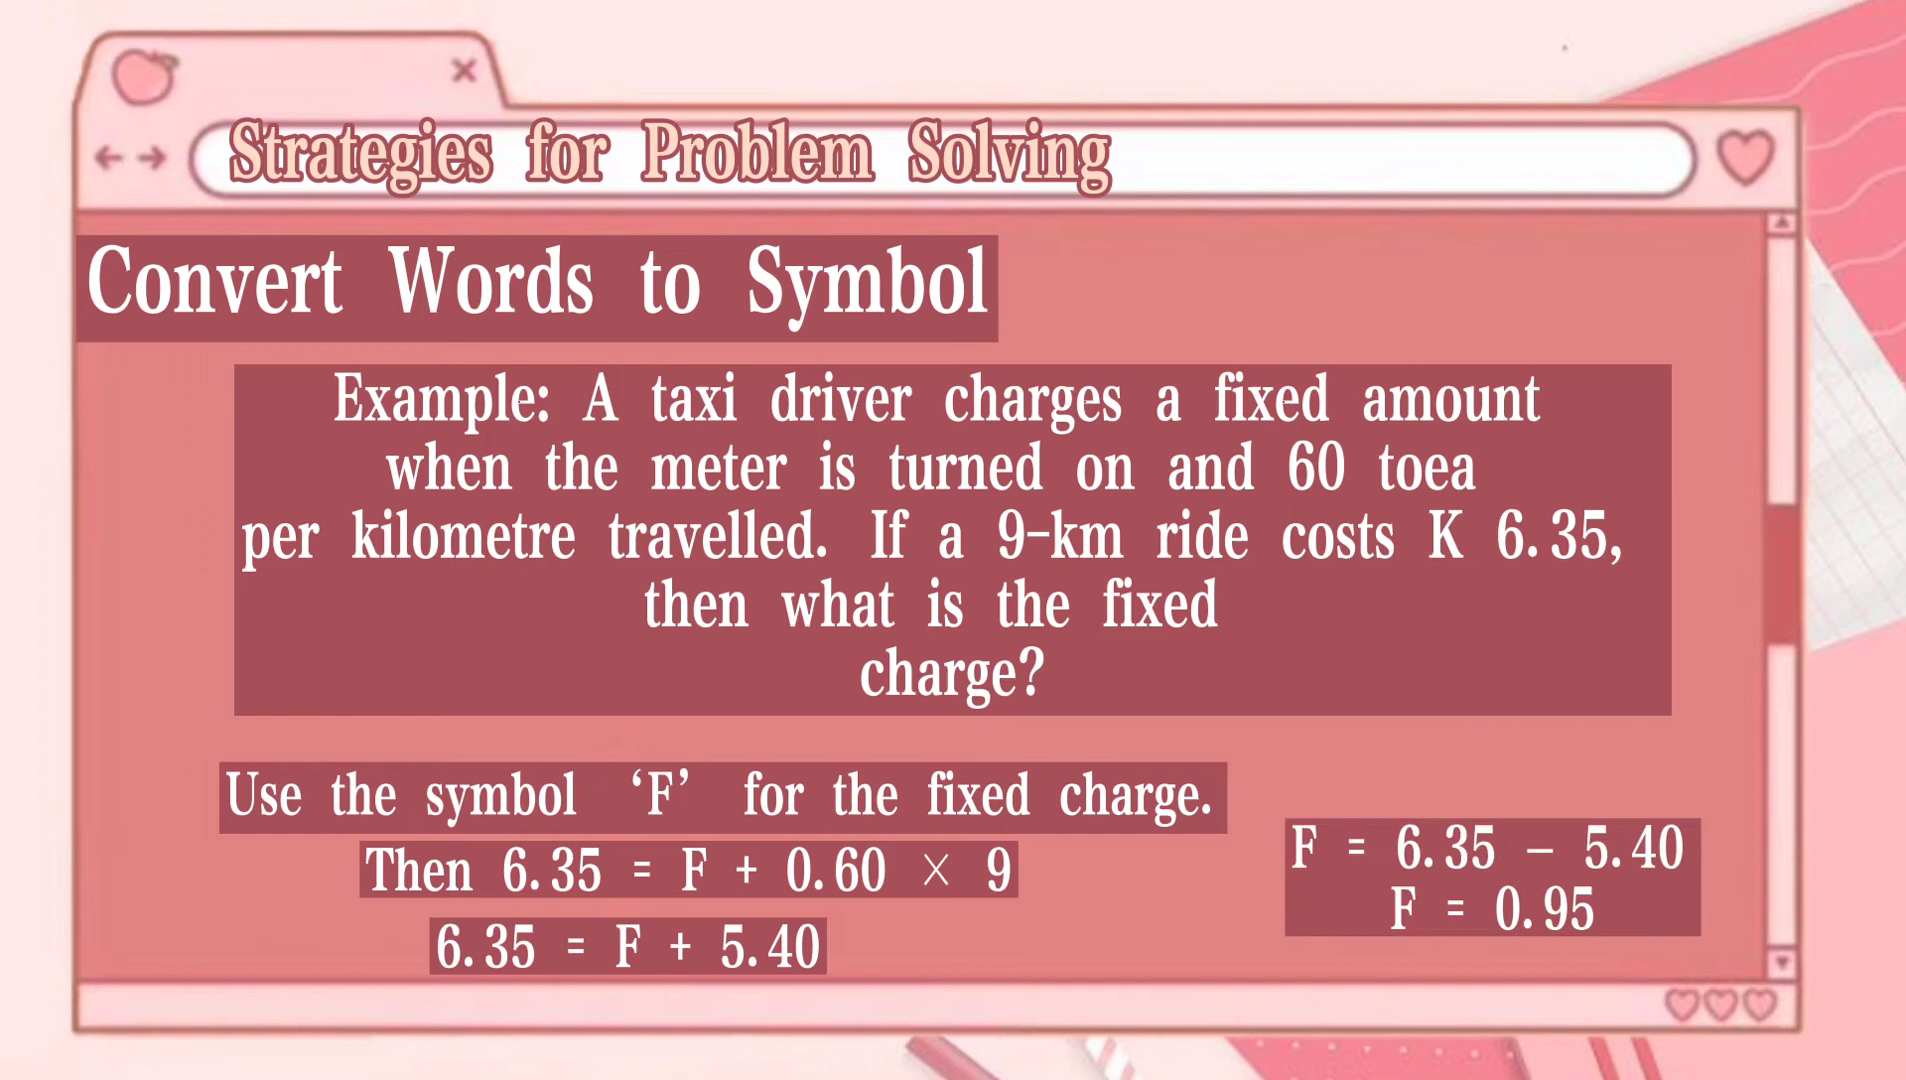 Strategies for Problem Solving
Convert Words to Symbol
Example: A taxi driver charges a fixed amount
when the meter is turned on and 60 toea
per kilometre travelled. If a 9-km ride costs K 6.35,
then what is the fixed
charge?
Use the symbol ‘F’ for the fixed charge.
Then 6.35 = F + 0.60 × 9
6.35 = F + 5.40
F = 6.35 – 5.40
F = 0.95